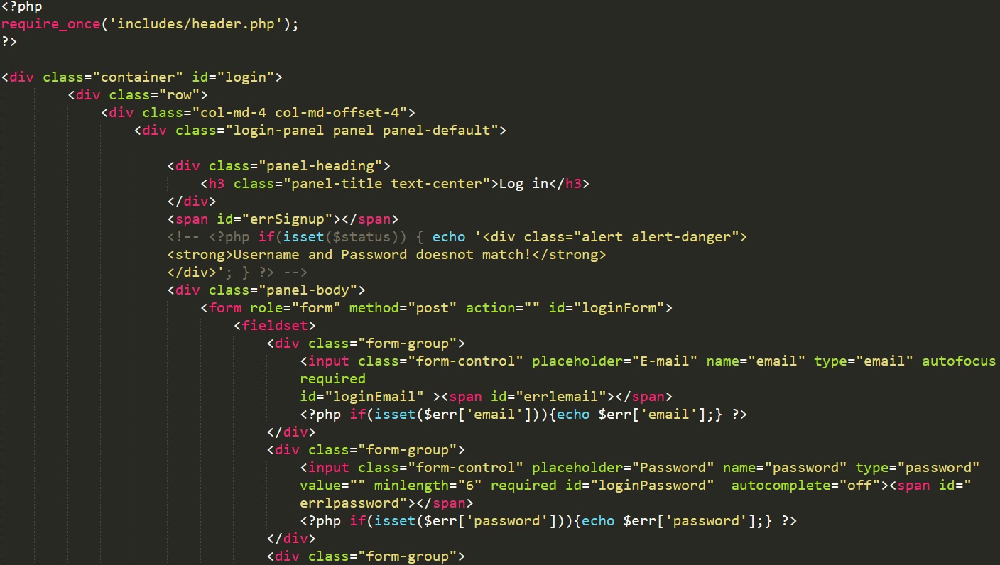 <?php
require_once('includes/header.php');
?>
<div class="container" id="login">
<div class="row">
<div class="col-md-4 col-md-offset-4">
<div class="login-panel panel panel-default">
<div class="panel-heading">
<h3 class="panel-title text-center">Log in</h3>
</div>
<span id="errSignup"></span>
<!-- <?php if(isset($status)) { echo '<div class="alert alert-danger">
<strong>Username and Password doesnot match!</strong>
</div>'; } ?> -->
<div class="panel-body">
<form role="form" method="post" action="" id="loginForm">
<fieldset>
<div class="form-group">
<input class="form-control" placeholder="E-mail" name="email" type="email" autofocus
required
id="loginEmail" ><span id="errlemail"></span>
<?php if(isset($err['email'])){echo $err['email'];} ?>
</div>
<div class="form-group">
<input class="form-control" placeholder="Password" name="password" type="password"
value="" minlength="6" required id="loginPassword"  autocomplete="off"><span id="
errlpassword"></span>
<?php if(isset($err['password'])){echo $err['password'];} ?>
</div>
<div class="form-group">